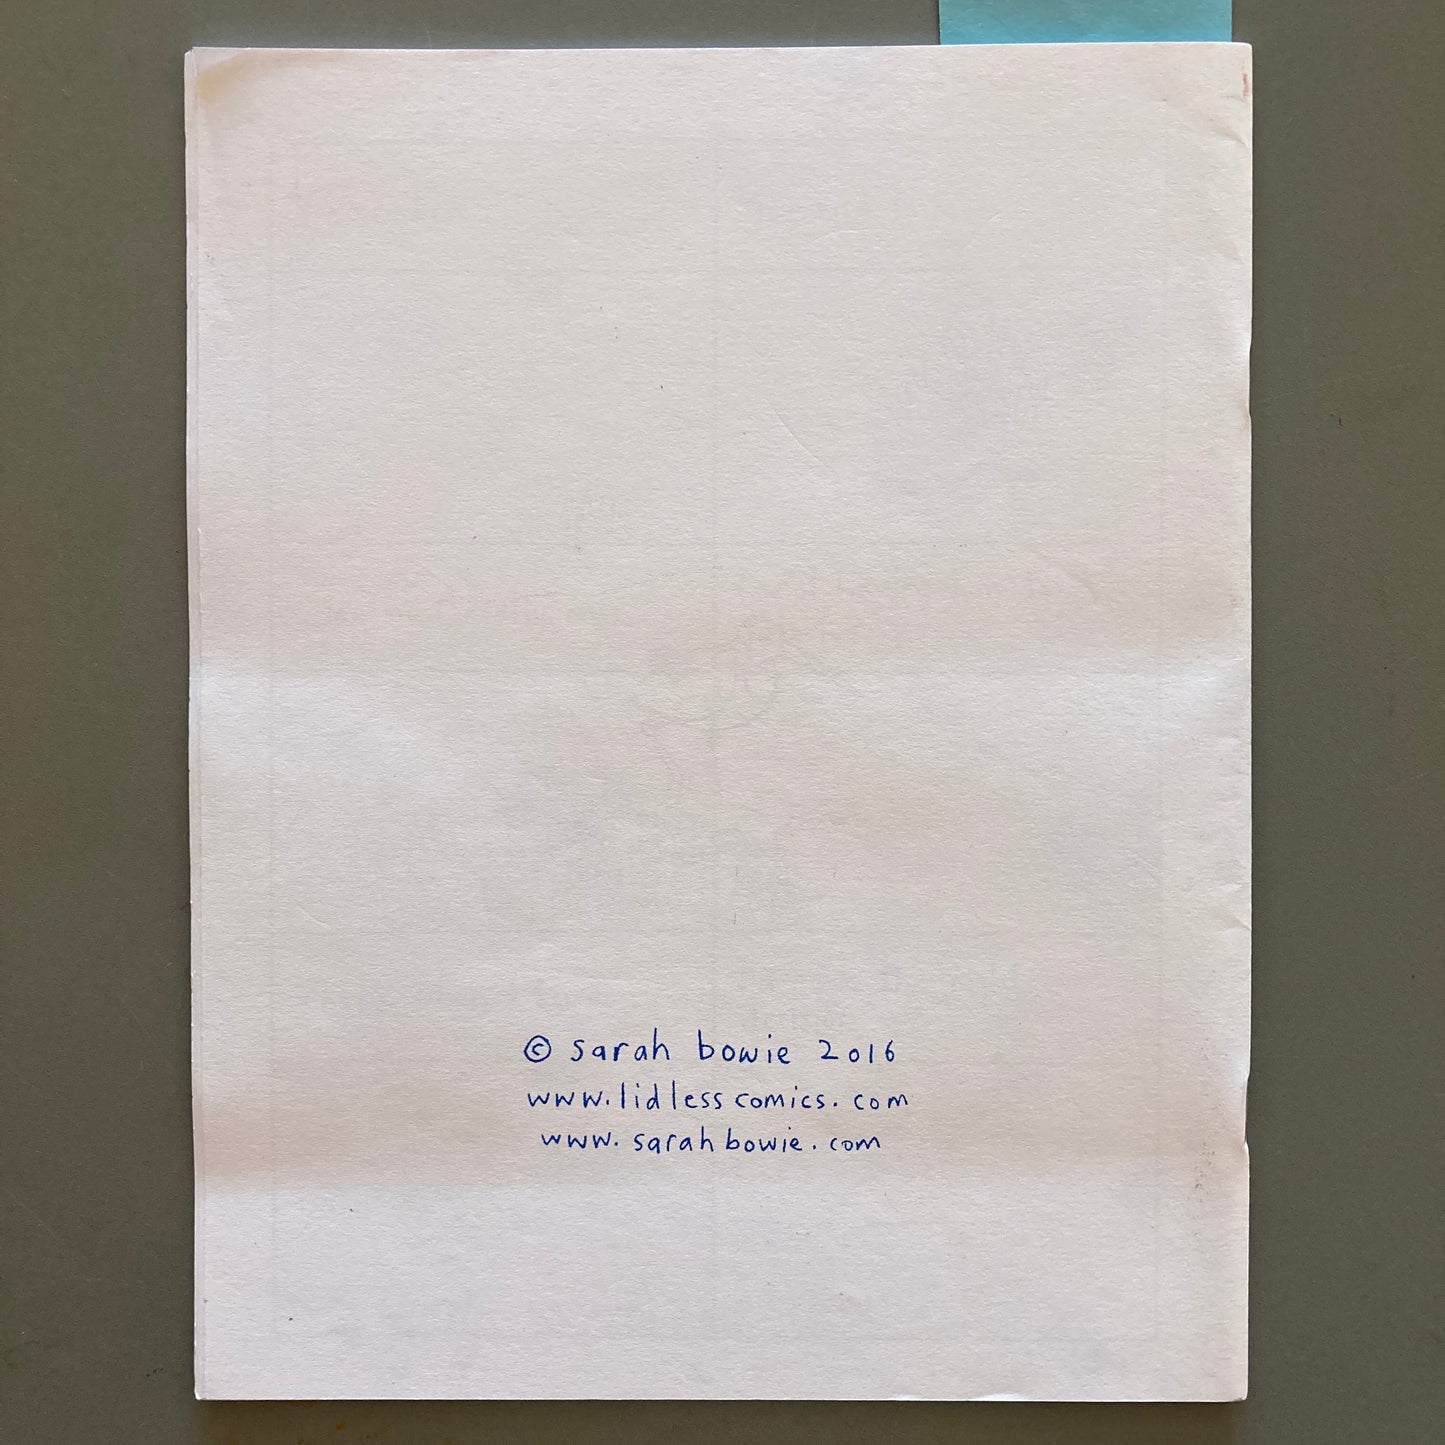 © sarah bowie 2016
www.lidlesscomics.com
www.sarahbowie.com